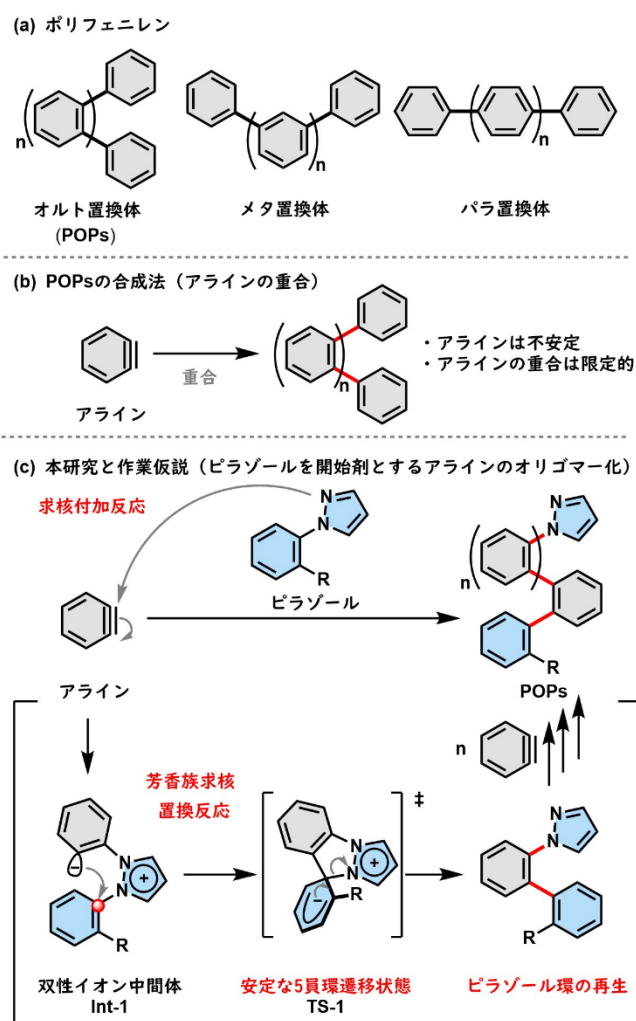 (a) ポリフェニレン
n
n
n
オルト置換体
(POPs)
メタ置換体
パラ置換体
(b) POPsの合成法（アラインの重合）
重合
n
アライン
・アラインは不安定
・アラインの重合は限定的
(c) 本研究と作業仮説（ピラゾールを開始剤とするアラインのオリゴマー化）
求核付加反応
N
N
R
ピラゾール
アライン
N
N
n
R
POPs
n
芳香族求核
置換反応
‡
N
N
+
−
R
N
N
+
−
R
N
N
R
双性イオン中間体
Int-1
安定な5員環遷移状態
TS-1
ピラゾール環の再生